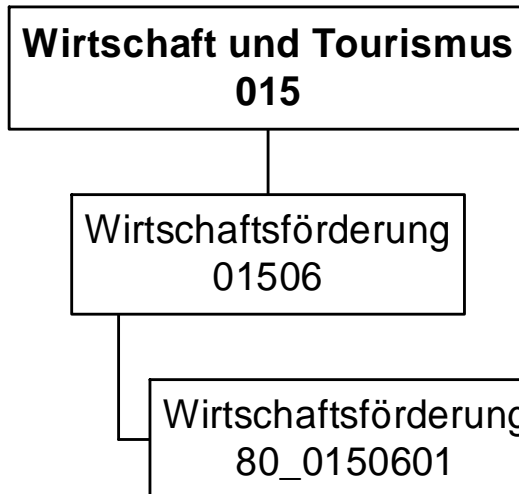 Wirtschaft und Tourismus
015
Wirtschaftsförderung
01506
Wirtschaftsförderung
80_0150601